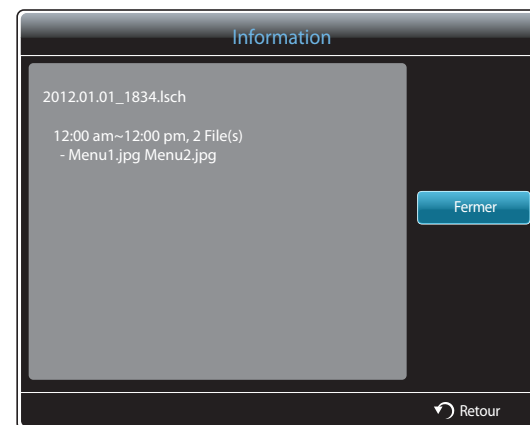 Information
2012.01.01_1834.lsch
12:00 am~12:00 pm, 2 File(s)
- Menu1.jpg Menu2.jpg
Fermer
Retour